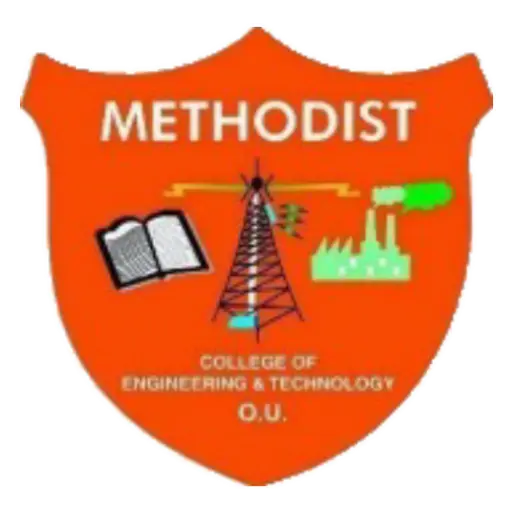 METHODIST
COLLEGE OF
ENGINEERING & TECHNOLOGY
O.U.